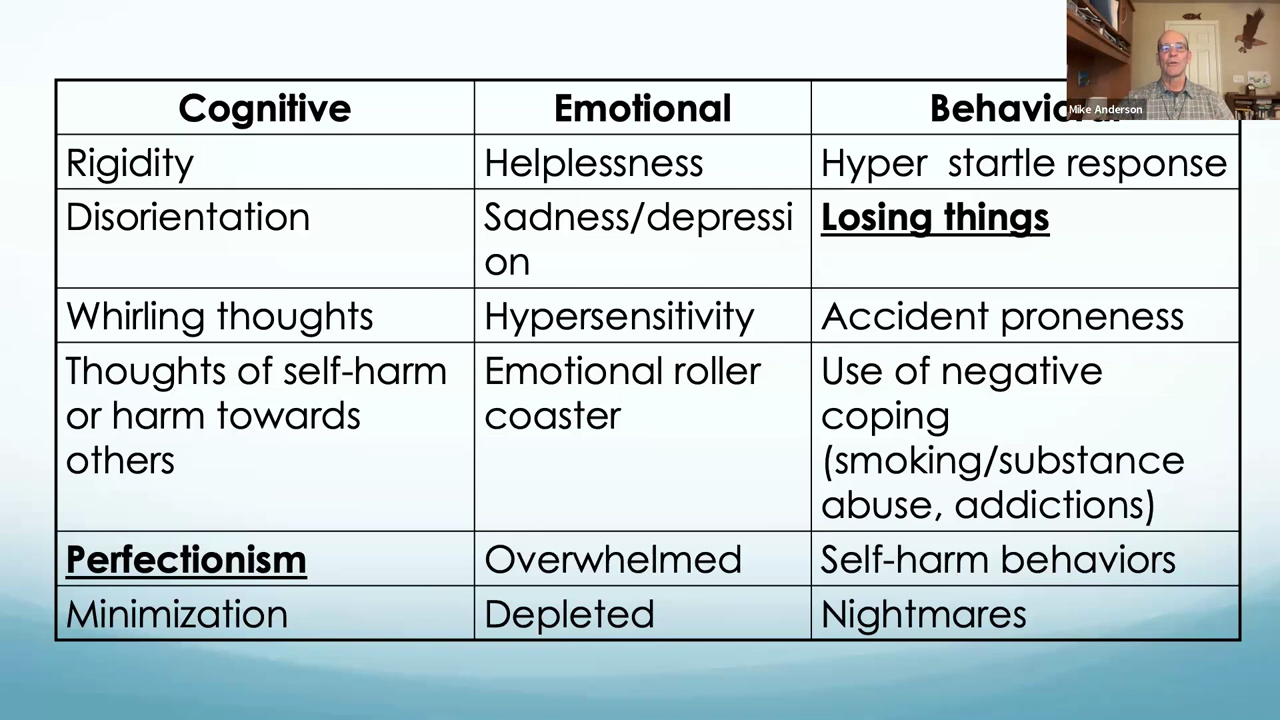 Mike Anderson
Cognitive
Emotional
Rigidity
Helplessness
Hyper  startle response
Disorientation
Sadness/depressi
on
Losing things
Whirling thoughts
Hypersensitivity
Accident proneness
Thoughts of self-harm
or harm towards
others
Emotional roller
coaster
Use of negative
coping
(smoking/substance
abuse, addictions)
Perfectionism
Overwhelmed
Self-harm behaviors
Minimization
Depleted
Nightmares